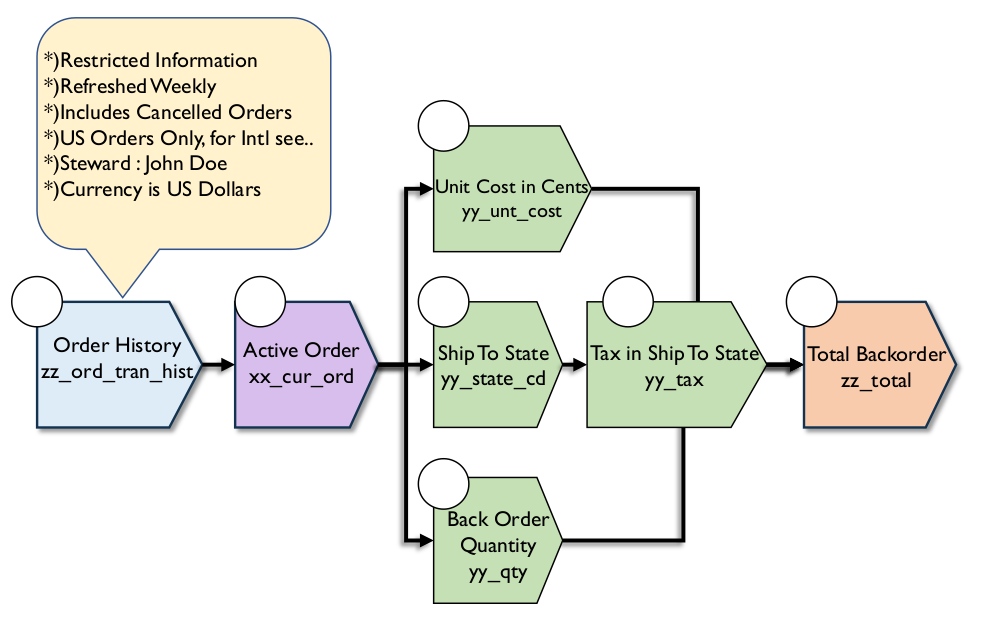 *)Restricted Information
*)Refreshed Weekly
*)Includes Cancelled Orders
*)US Orders Only, for Intl see..
*)Steward : John Doe
*)Currency is US Dollars
Unit Cost in Cents
yy_unt_cost
Order History
zz_ord_tran_hist
Active Order
xx_cur_ord
Ship To State
yy_state_cd
Tax in Ship To State
yy_tax
Total Backorder
zz_total
Back Order
Quantity
yy_qty